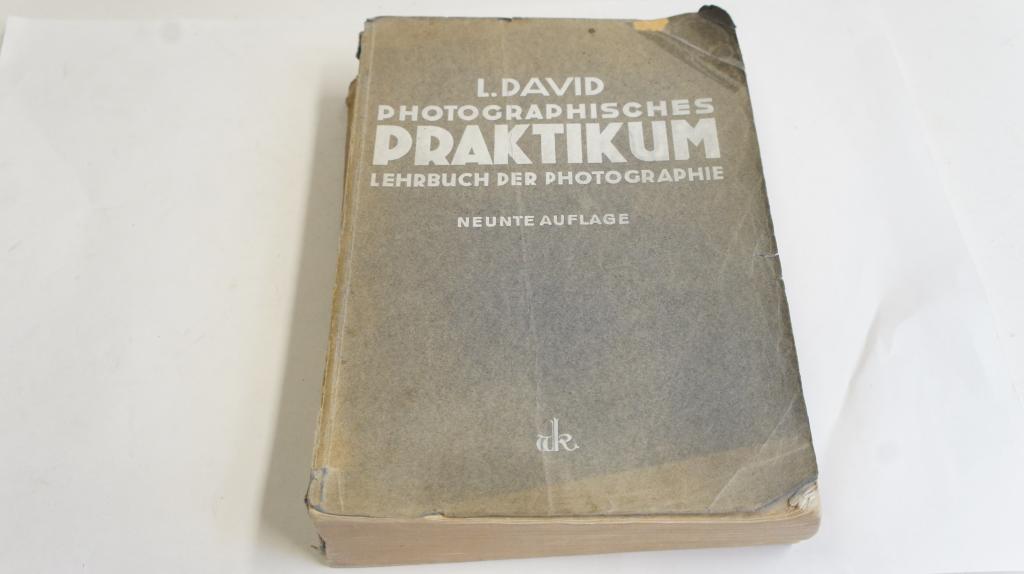 L. DAVID
PHOTOGRAPHISCHES
PRAKTIKUM
LEHRBUCH DER PHOTOGRAPHIE
NEUNTE AUFLAGE
wk